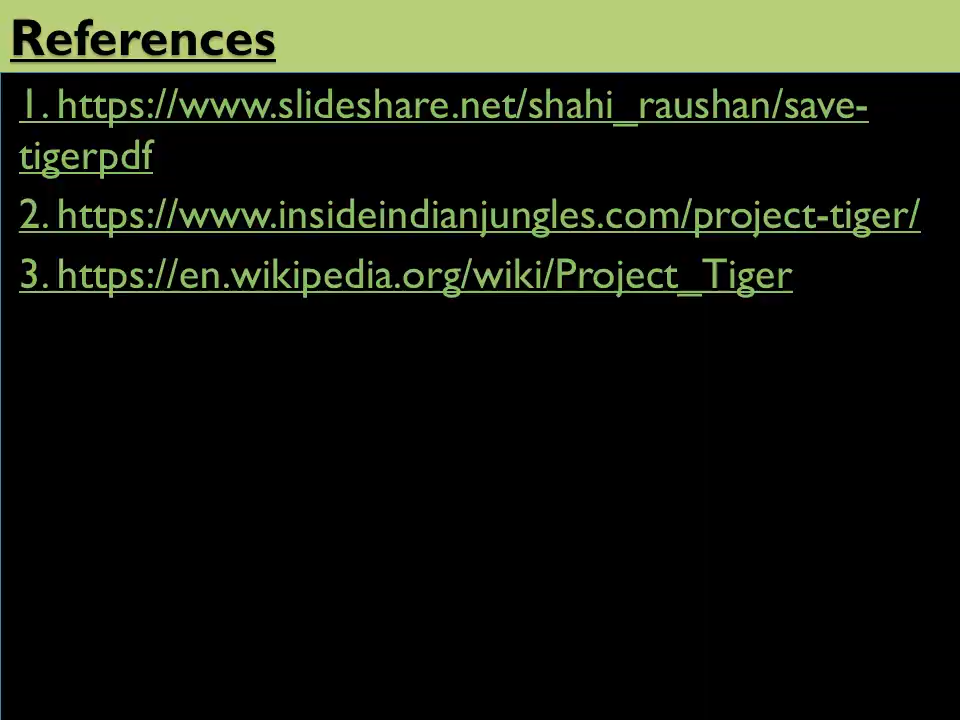 References
1. https://www.slideshare.net/shahi_raushan/save-
tigerpdf
2. https://www.insideindianjungles.com/project-tiger/
3. https://en.wikipedia.org/wiki/Project_Tiger